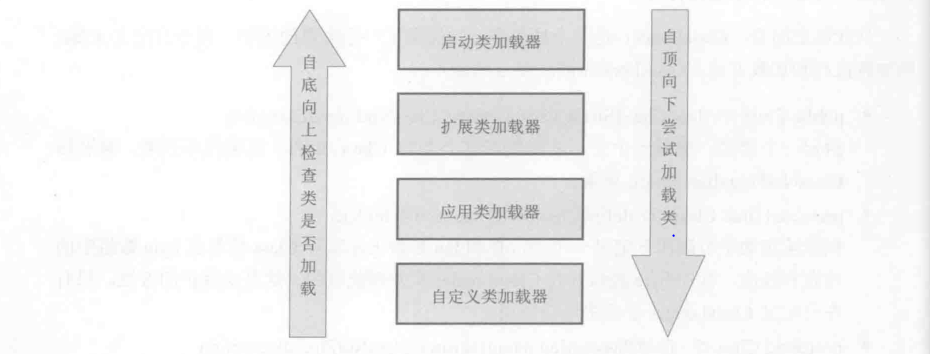 自底向上检查类是否加载
启动类加载器
扩展类加载器
应用类加载器
自定义类加载器
自顶向下尝试加载类